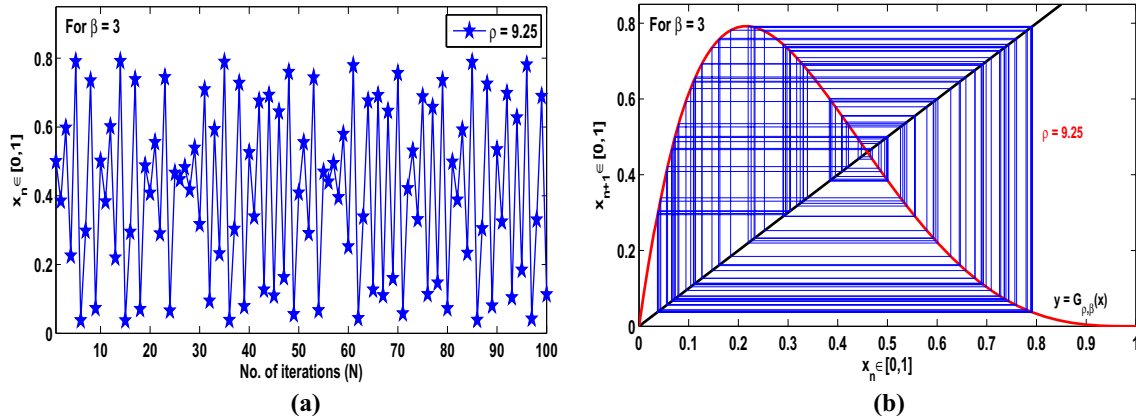 For β = 3
ρ = 9.25
x_n ∈ [0,1]
0.8
0.6
0.4
0.2
0
10 20 30 40 50 60 70 80 90 100
No. of iterations (N)
(a)
For β = 3
ρ = 9.25
x_{n+1} ∈ [0,1]
0.8
0.6
0.4
0.2
0
y = G_{ρ,β}(x)
0 0.1 0.2 0.3 0.4 0.5 0.6 0.7 0.8 0.9 1
x_n ∈ [0,1]
(b)